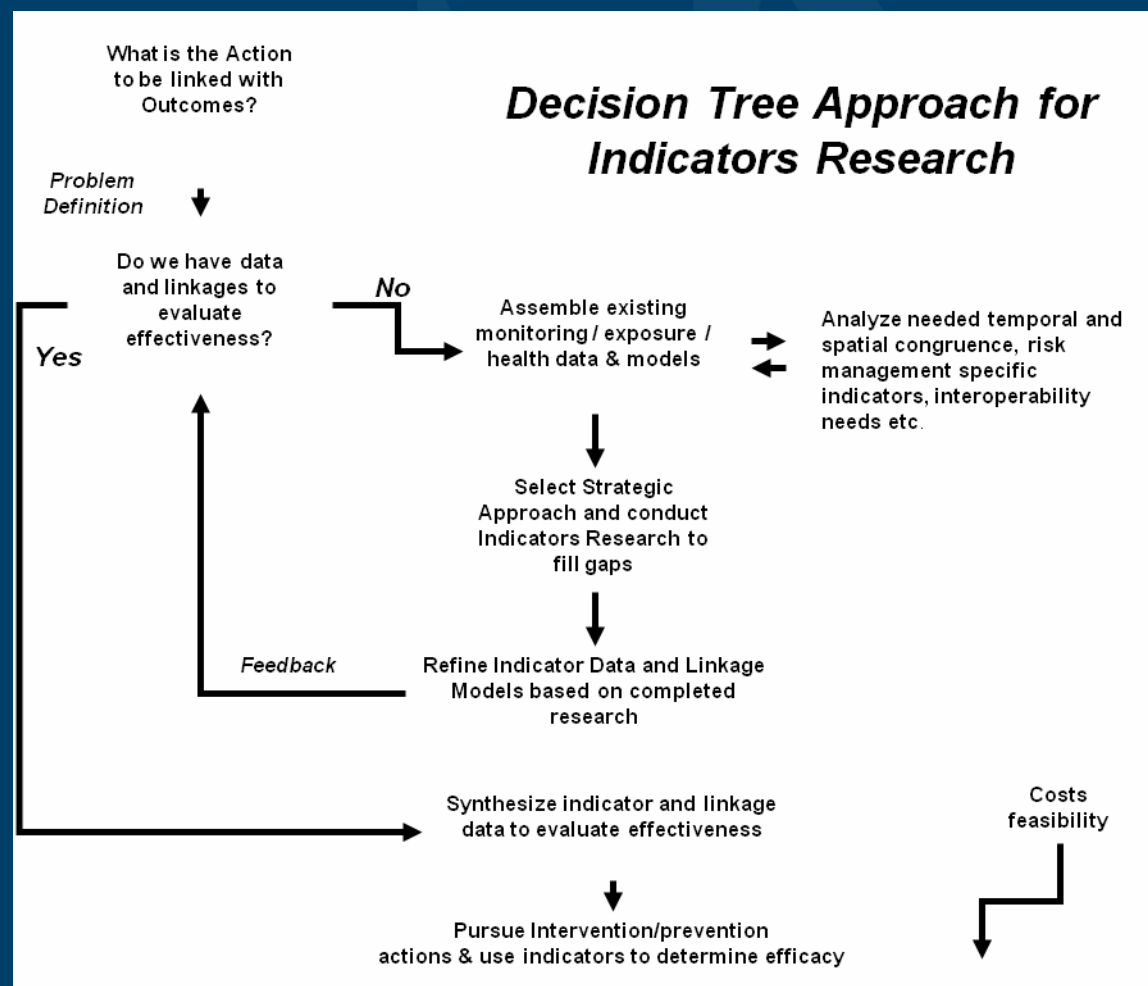 What is the Action
to be linked with
Outcomes?
Decision Tree Approach for
Indicators Research
Problem
Definition
Do we have data
and linkages to
evaluate
effectiveness?
No
Yes
Assemble existing
monitoring / exposure /
health data & models
Analyze needed temporal and
spatial congruence, risk
management specific
indicators, interoperability
needs etc.
Select Strategic
Approach and conduct
Indicators Research to
fill gaps
Feedback
Refine Indicator Data and Linkage
Models based on completed
research
Synthesize indicator and linkage
data to evaluate effectiveness
Costs
feasibility
Pursue Intervention/prevention
actions & use indicators to determine efficacy